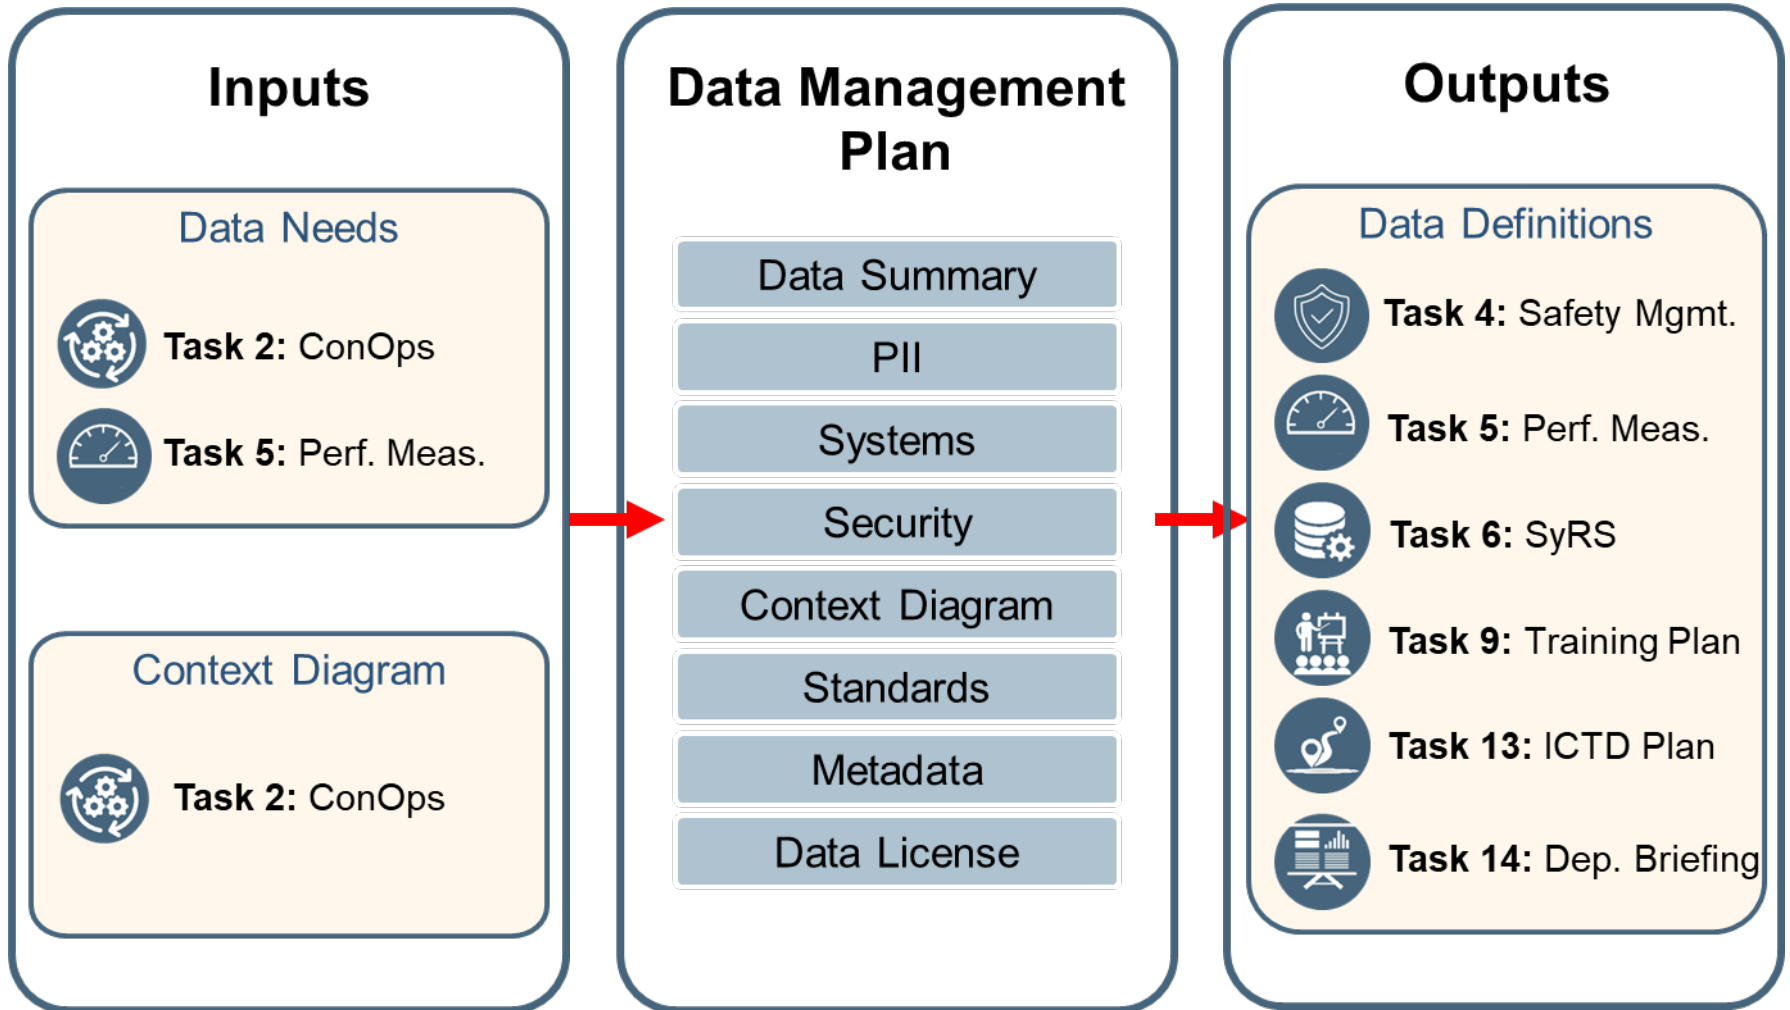 Inputs
Data Needs
Task 2: ConOps
Task 5: Perf. Meas.
Context Diagram
Task 2: ConOps
Data Management
Plan
Data Summary
PII
Systems
Security
Context Diagram
Standards
Metadata
Data License
Outputs
Data Definitions
Task 4: Safety Mgmt.
Task 5: Perf. Meas.
Task 6: SyRS
Task 9: Training Plan
Task 13: ICTD Plan
Task 14: Dep. Briefing